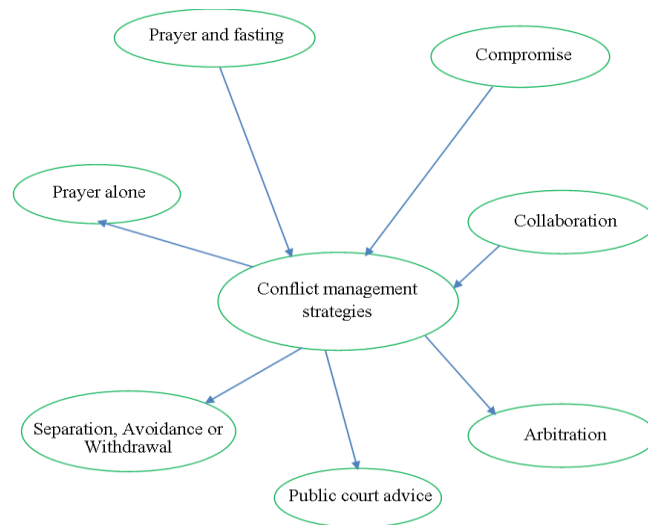 Prayer and fasting
Compromise
Prayer alone
Collaboration
Conflict management
strategies
Separation, Avoidance or
Withdrawal
Arbitration
Public court advice